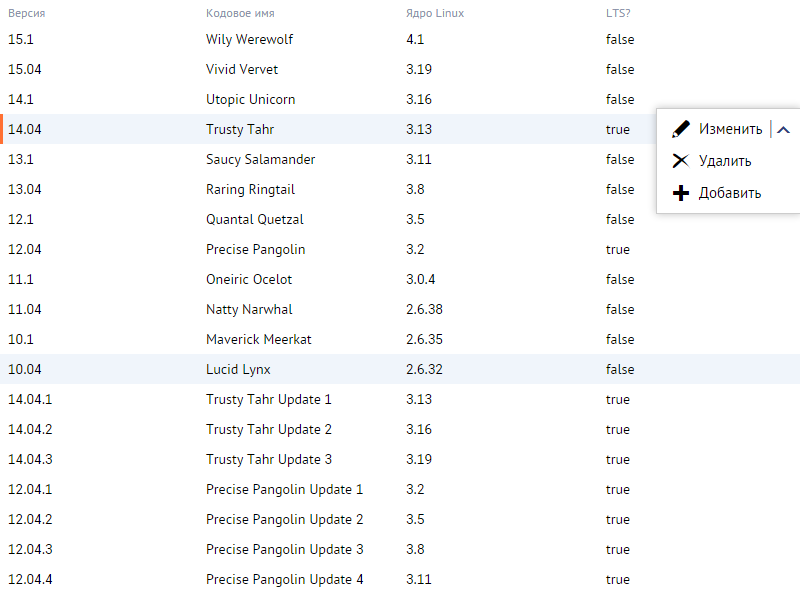 Версия Кодовое имя Ядро Linux LTS?
15.1 Wily Werewolf 4.1 false
15.04 Vivid Vervet 3.19 false
14.1 Utopic Unicorn 3.16 false
14.04 Trusty Tahr 3.13 true Изменить
13.1 Saucy Salamander 3.11 false Удалить
13.04 Raring Ringtail 3.8 false Добавить
12.1 Quantal Quetzal 3.5 false
12.04 Precise Pangolin 3.2 true
11.1 Oneiric Ocelot 3.0.4 false
11.04 Natty Narwhal 2.6.38 false
10.1 Maverick Meerkat 2.6.35 false
10.04 Lucid Lynx 2.6.32 false
14.04.1 Trusty Tahr Update 1 3.13 true
14.04.2 Trusty Tahr Update 2 3.16 true
14.04.3 Trusty Tahr Update 3 3.19 true
12.04.1 Precise Pangolin Update 1 3.2 true
12.04.2 Precise Pangolin Update 2 3.5 true
12.04.3 Precise Pangolin Update 3 3.8 true
12.04.4 Precise Pangolin Update 4 3.11 true